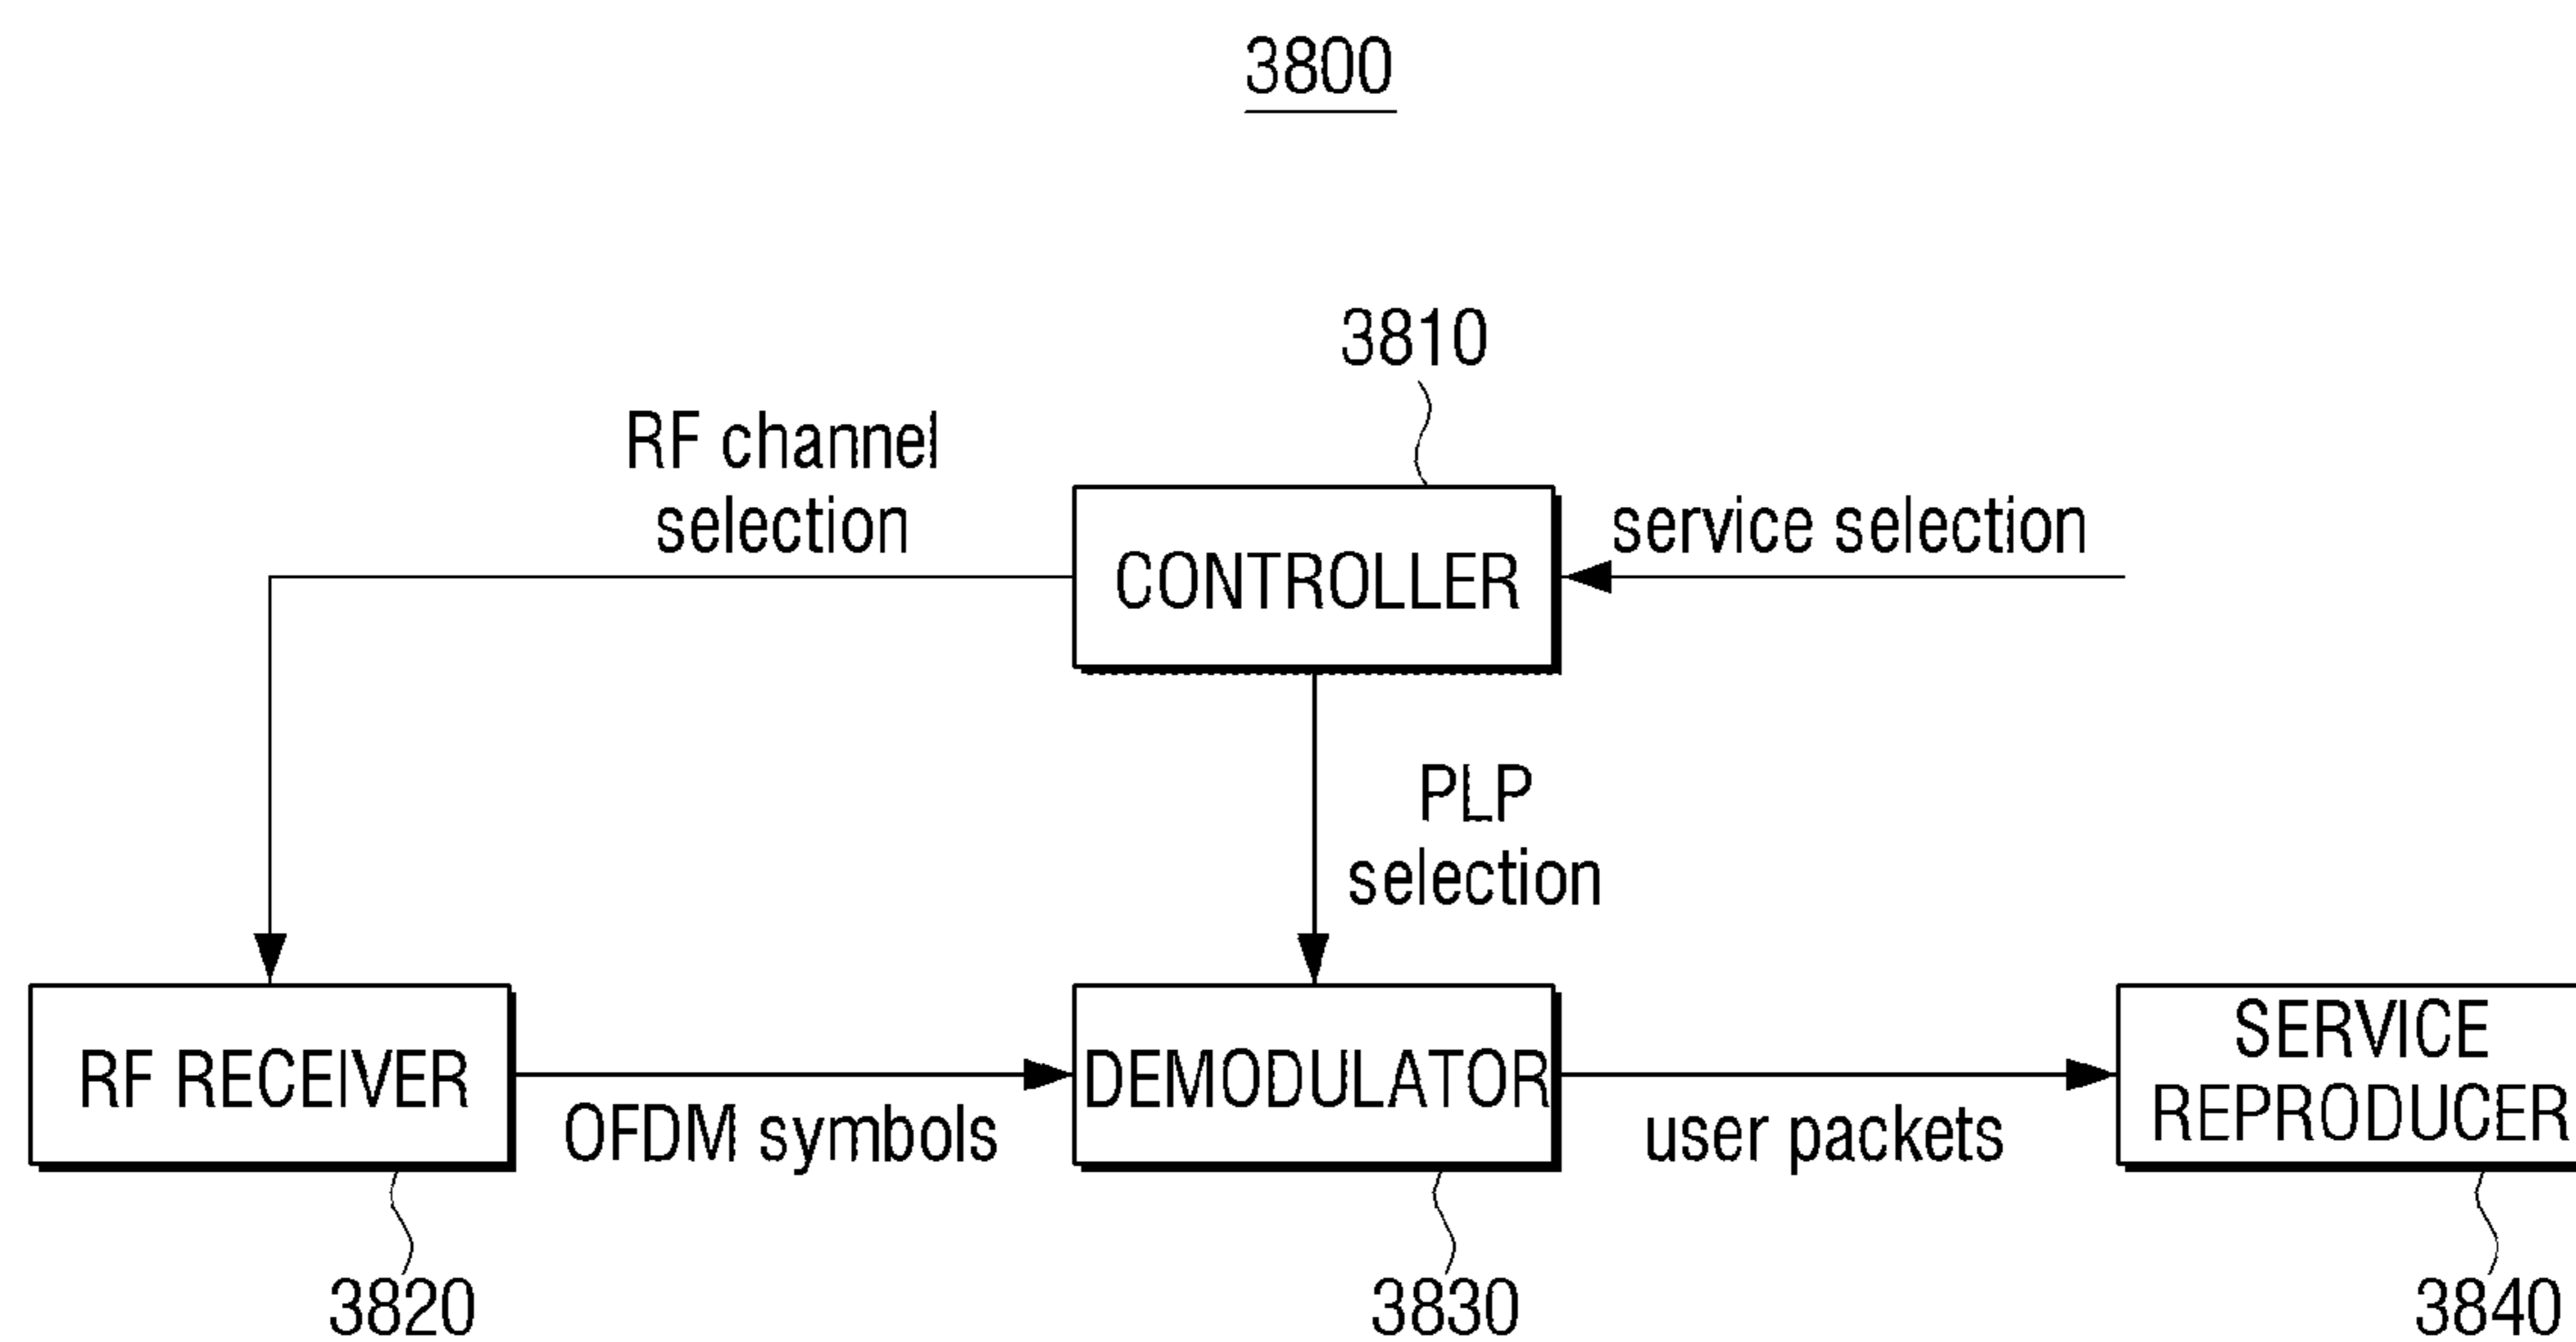 3800
3810
RF channel
selection
CONTROLLER
service selection
PLP
selection
RF RECEIVER
OFDM symbols
DEMODULATOR
user packets
SERVICE
REPRODUCER
3820
3830
3840